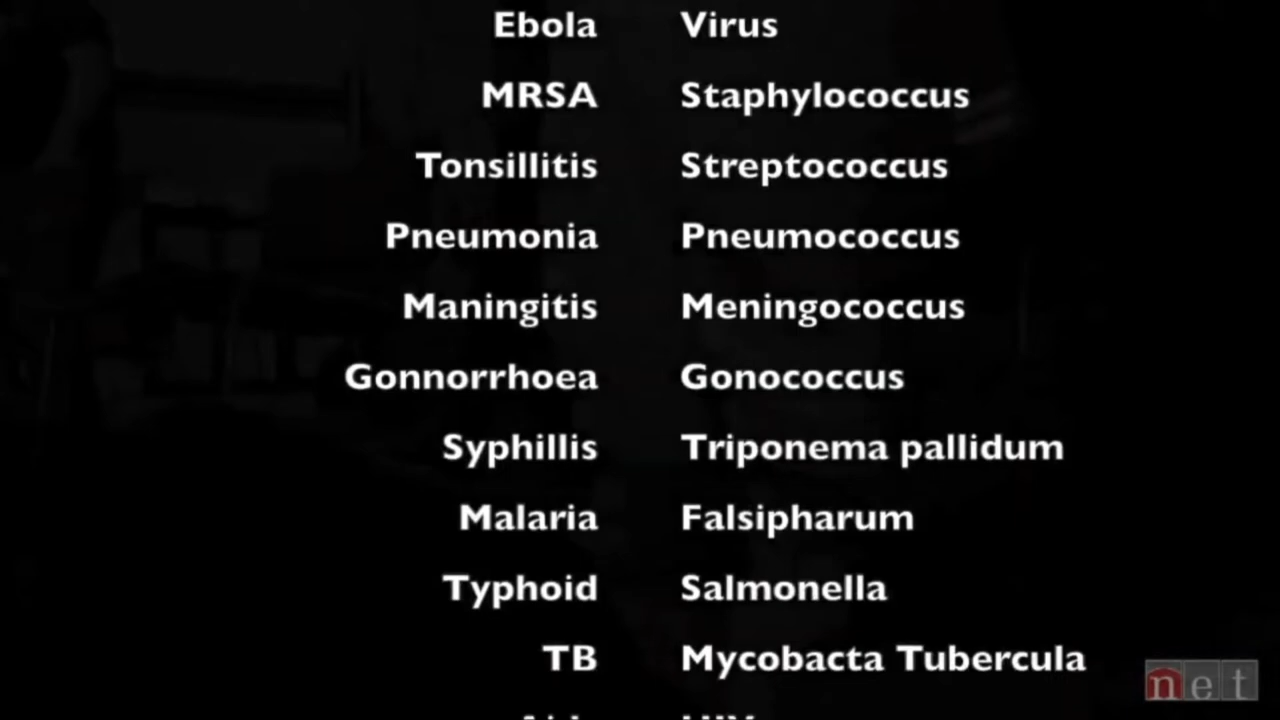 Ebola Virus
MRSA Staphylococcus
Tonsillitis Streptococcus
Pneumonia Pneumococcus
Maningitis Meningococcus
Gonnorrhoea Gonococcus
Syphillis Triponema pallidum
Malaria Falsipharum
Typhoid Salmonella
TB Mycobacta Tubercula
net